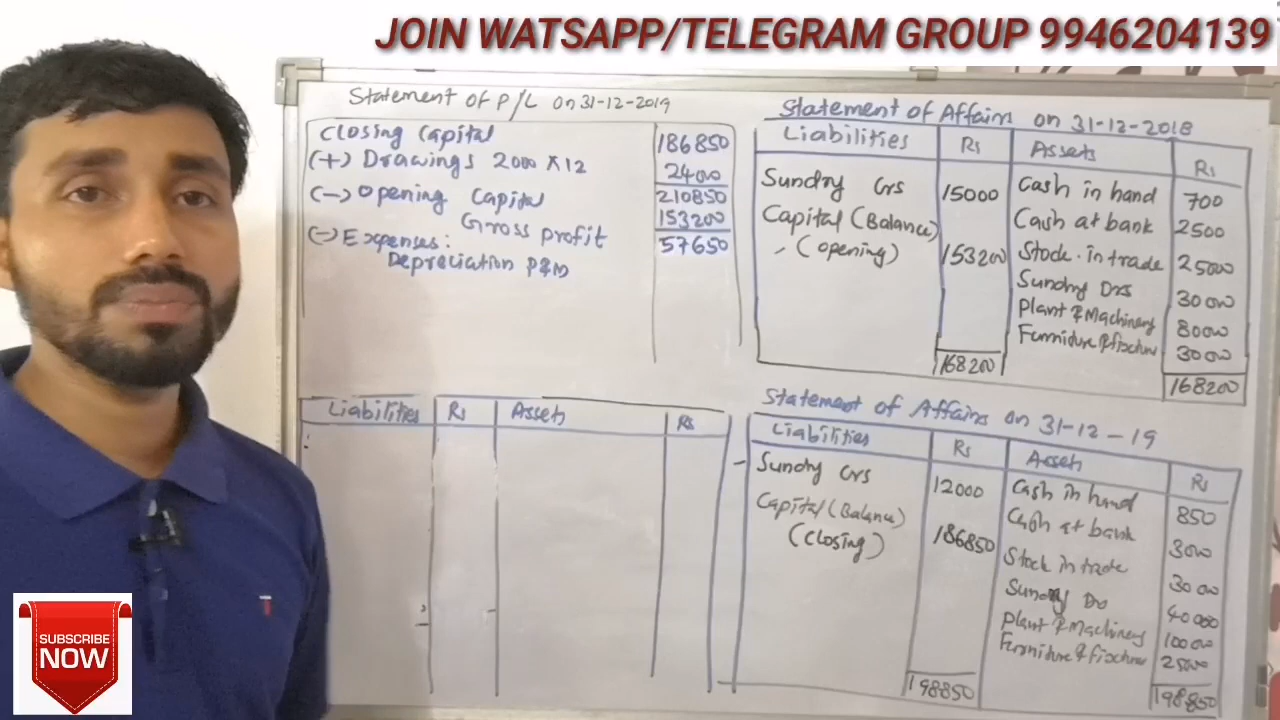 JOIN WATSAPP/TELEGRAM GROUP 9946204139
Statement of P/L on 31-12-2019
Closing Capital 186850
(+) Drawings 2000 x 12 24000
210850
(-) Opening Capital 153200
Gross profit 57650
(-) Expenses:
Depreciation P&M
Statement of Affairs on 31-12-2018
Liabilities Rs Assets Rs
Sundry Crs 15000 Cash in hand 700
Capital (Balance) Cash at bank 2500
(opening) 153200 Stock in trade 25000
Sundry Drs 30000
Plant & Machinery 80000
Furniture & fixture 30000
168200 168200
Liabilities Rs Assets Rs
Statement of Affairs on 31-12-19
Liabilities Rs Assets Rs
Sundry Crs 12000 Cash in hand 850
Capital (Balance) Cash at bank 3000
(closing) 186850 Stock in trade 30000
Sundry Drs 40000
Plant & Machinery 100000
Furniture & fixture 25000
198850 198850
SUBSCRIBE
NOW